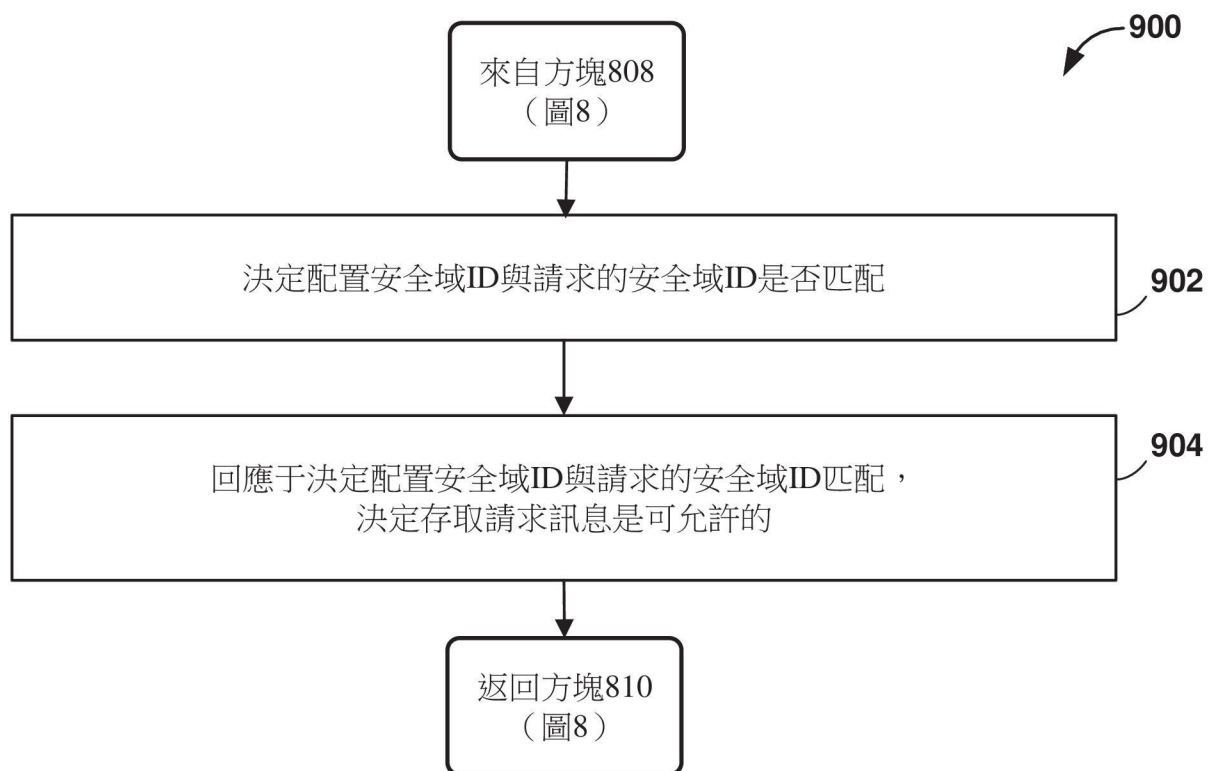 900
來自方塊808
（圖8）
決定配置安全域ID與請求的安全域ID是否匹配
902
904
回應于決定配置安全域ID與請求的安全域ID匹配，
決定存取請求訊息是可允許的
返回方塊810
（圖8）